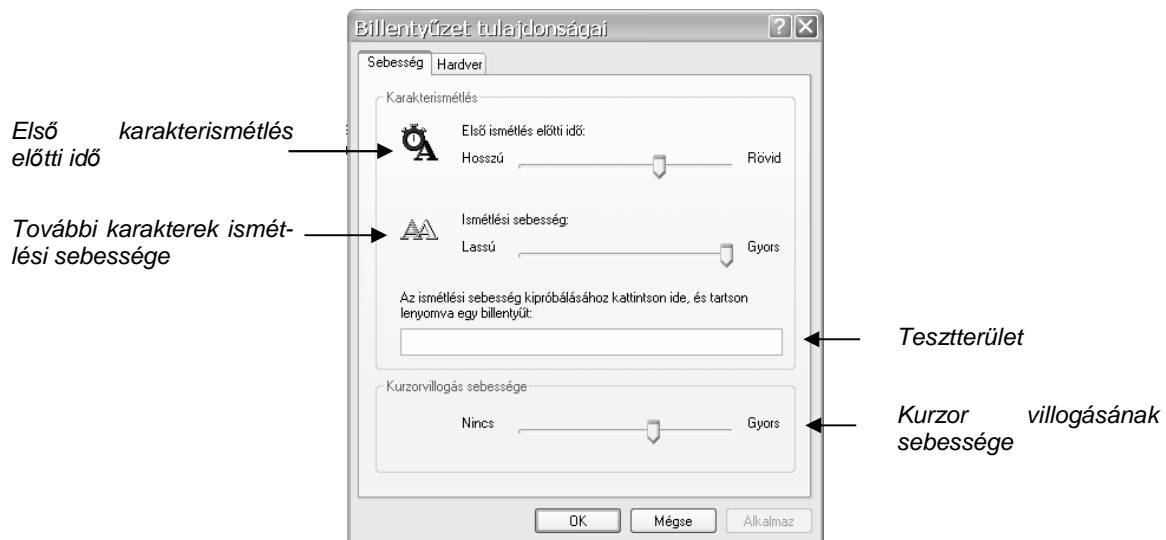 Billentyűzet tulajdonságai
Sebesség Hardver
Karakterismétlés
Első karakterismétlés
előtti idő
Első ismétlés előtti idő:
Hosszú Rövid
További karakterek ismét-
lési sebessége
Ismétlési sebesség:
Lassú Gyors
Az ismétlési sebesség kipróbálásához kattintson ide, és tartson
lenyomva egy billentyűt:
Tesztterület
Kurzorvillogás sebessége
Nincs Gyors
Kurzor villogásának
sebessége
OK Mégse Alkalmaz